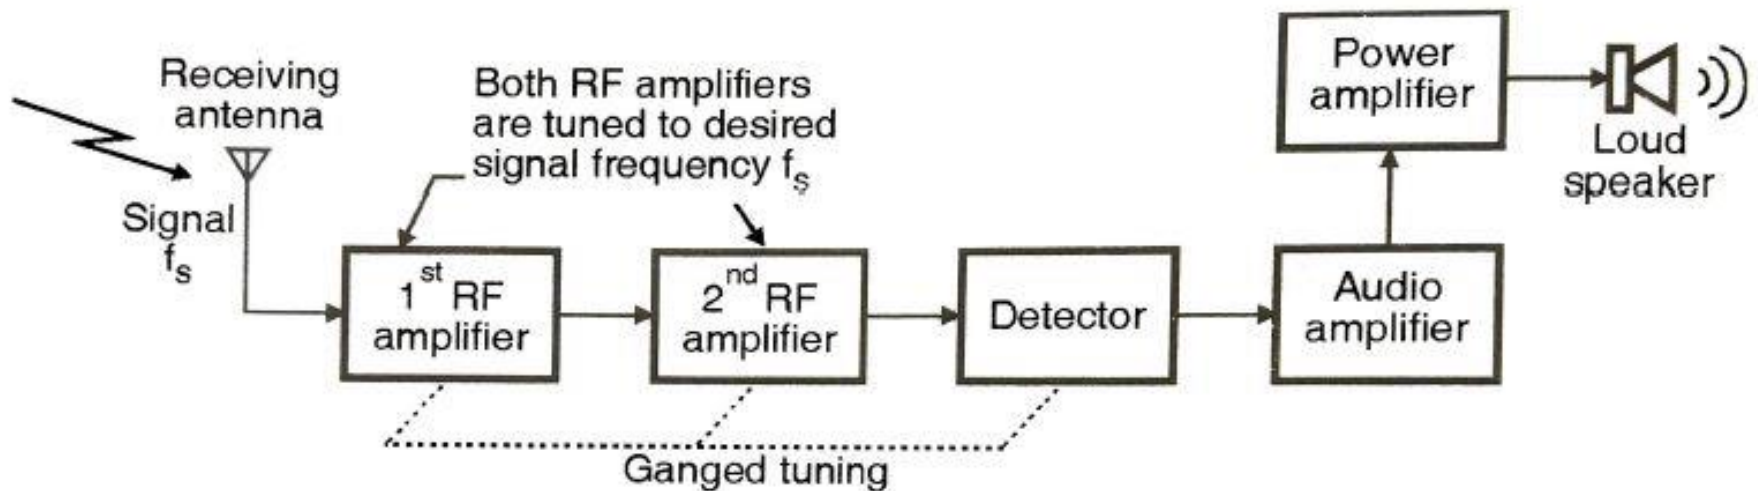 Receiving
antenna
Signal
fs
Both RF amplifiers
are tuned to desired
signal frequency fs
1st RF
amplifier
2nd RF
amplifier
Detector
Audio
amplifier
Power
amplifier
Loud
speaker
Ganged tuning